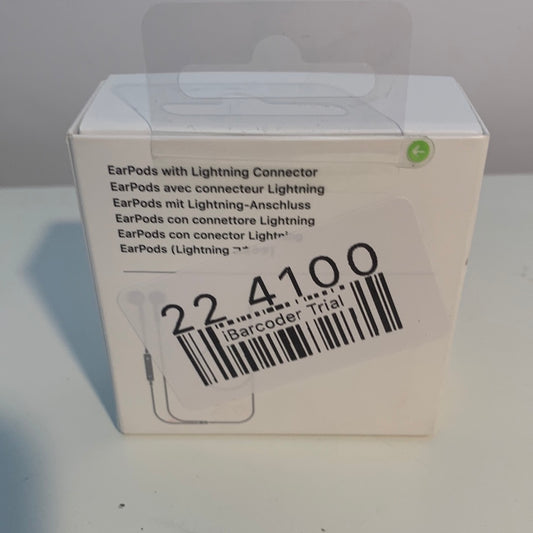 EarPods with Lightning Connector
EarPods avec connecteur Lightning
EarPods mit Lightning-Anschluss
EarPods con connettore Lightning
EarPods con conector
EarPods (Lightning
22 4100
iBarcoder Trial